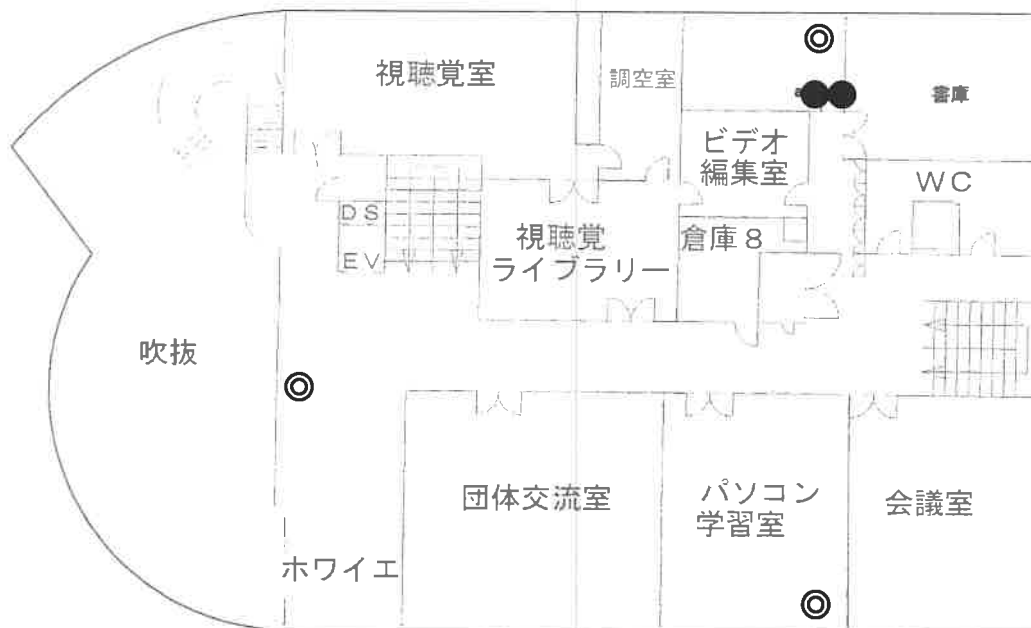 視聴覚室
調空室
書庫
ビデオ
編集室
WC
DS
視聴覚
ライブラリー
倉庫8
EV
吹抜
団体交流室
パソコン
学習室
会議室
ホワイエ